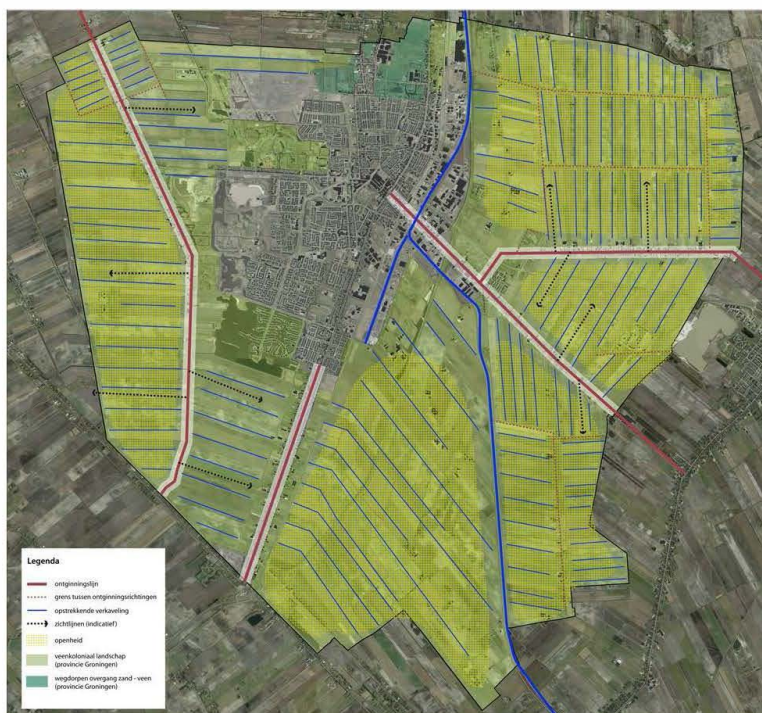 Legenda
ontginningslijn
grens tussen ontginningsrichtingen
opstrekkende verkaveling
zichtlijnen (indicatief)
openheid
veenkoloniaal landschap
(provincie Groningen)
wegdorpen overgang zand - veen
(provincie Groningen)